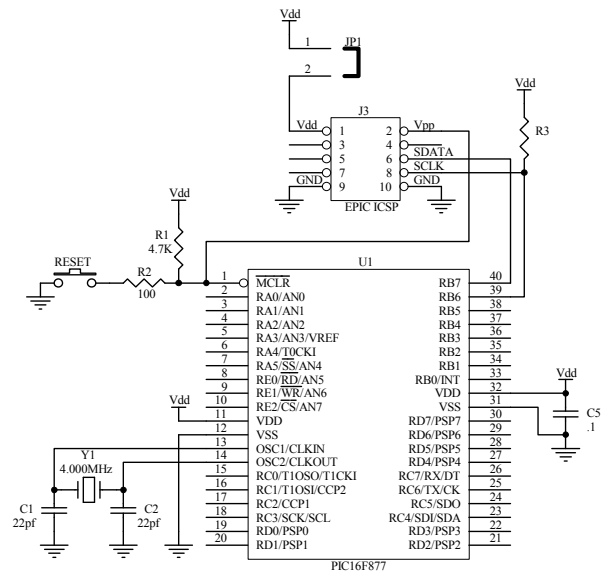 Vdd
1
JP1
2
Vdd
J3
Vdd 1 2 Vpp
3 4
5 6 SDATA
7 8 SCLK
GND 9 10 GND
EPIC ICSP
R3
Vdd
R1
4.7K
RESET
R2
100
U1
1 MCLR RB7 40
2 RA0/AN0 RB6 39
3 RA1/AN1 RB5 38
4 RA2/AN2 RB4 37
5 RA3/AN3/VREF RB3 36
6 RA4/T0CKI RB2 35
7 RA5/SS/AN4 RB1 34
8 RE0/RD/AN5 RB0/INT 33
9 RE1/WR/AN6 VDD 32
10 RE2/CS/AN7 VSS 31
11 VDD RD7/PSP7 30
12 VSS RD6/PSP6 29
13 OSC1/CLKIN RD5/PSP5 28
14 OSC2/CLKOUT RD4/PSP4 27
15 RC0/T1OSO/T1CKI RC7/RX/DT 26
16 RC1/T1OSI/CCP2 RC6/TX/CK 25
17 RC2/CCP1 RC5/SDO 24
18 RC3/SCK/SCL RC4/SDI/SDA 23
19 RD0/PSP0 RD3/PSP3 22
20 RD1/PSP1 RD2/PSP2 21
PIC16F877
Vdd
Vdd
C5
.1
Y1
4.000MHz
C1
22pf
C2
22pf